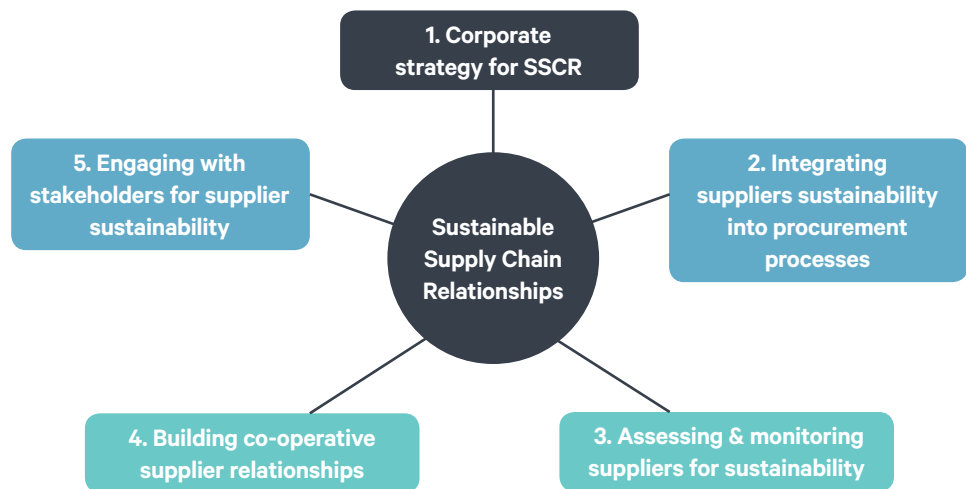 1. Corporate
strategy for SSCR
5. Engaging with
stakeholders for supplier
sustainability
2. Integrating
suppliers sustainability
into procurement
processes
Sustainable
Supply Chain
Relationships
4. Building co-operative
supplier relationships
3. Assessing & monitoring
suppliers for sustainability